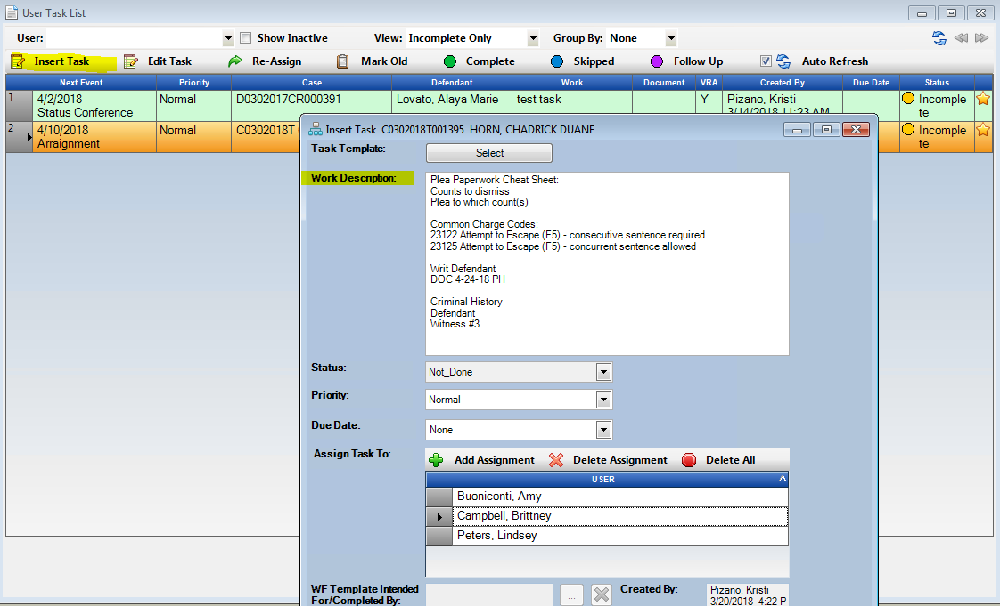 User Task List
User: Show Inactive View: Incomplete Only Group By: None
Insert Task Edit Task Re-Assign Mark Old Complete Skipped Follow Up Auto Refresh
Next Event Priority Case Defendant Work Document VRA Created By Due Date Status
1 4/2/2018 Normal D0302017CR000391 Lovato, Alaya Marie test task Y Pizano, Kristi Incomple
Status Conference 3/14/2018 11:23 AM te
2 4/10/2018 Normal C0302018T Incomple
Arraignment te
Insert Task C0302018T001395 HORN, CHADRICK DUANE
Task Template: Select
Work Description: Plea Paperwork Cheat Sheet:
Counts to dismiss
Plea to which count(s)
Common Charge Codes:
23122 Attempt to Escape (F5) - consecutive sentence required
23125 Attempt to Escape (F5) - concurrent sentence allowed
Writ Defendant
DOC 4-24-18 PH
Criminal History
Defendant
Witness #3
Status: Not_Done
Priority: Normal
Due Date: None
Assign Task To: Add Assignment Delete Assignment Delete All
USER
Buoniconti, Amy
Campbell, Brittney
Peters, Lindsey
WF Template Intended ... Created By: Pizano, Kristi
For/Completed By: 3/20/2018 4:22 P